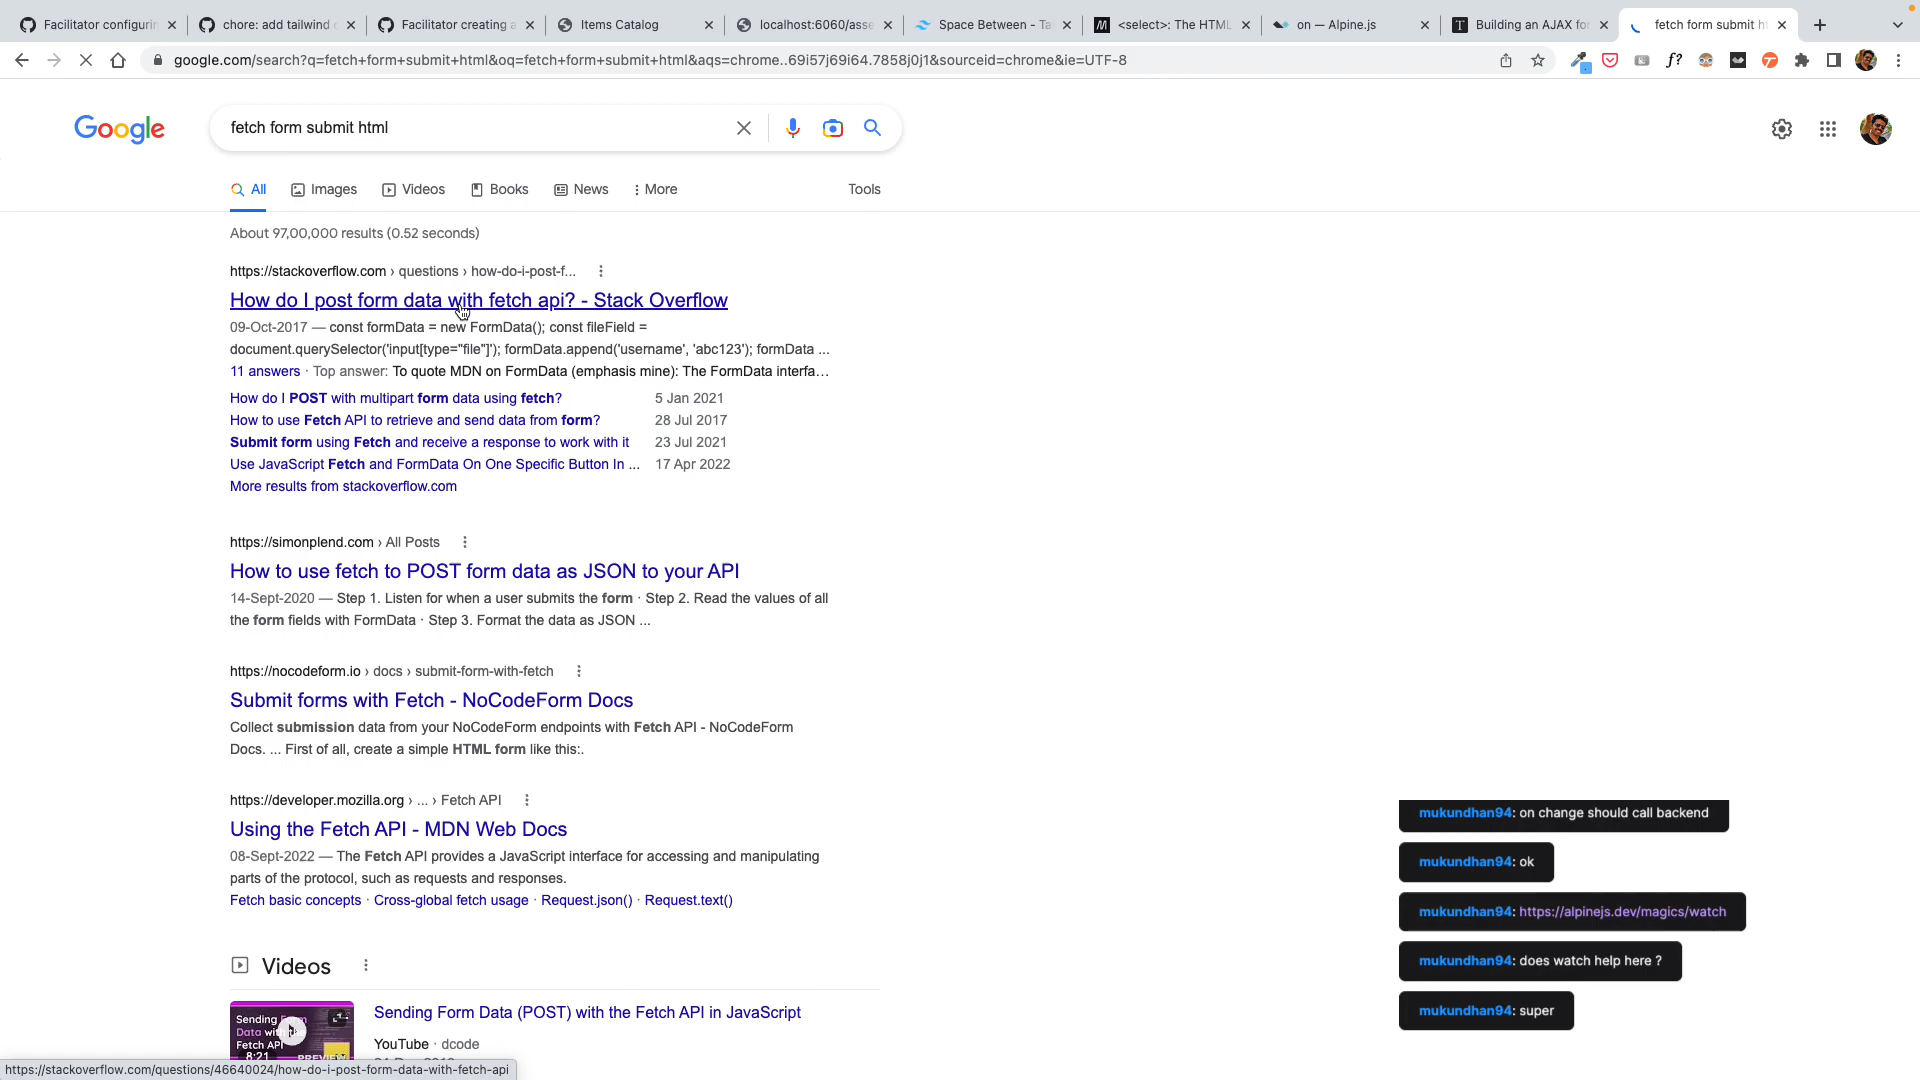 Facilitator configurin
chore: add tailwind c
Facilitator creating a
Items Catalog
localhost:6060/asse
Space Between - Ta
<select>: The HTML
on — Alpine.js
Building an AJAX for
fetch form submit ht
google.com/search?q=fetch+form+submit+html&oq=fetch+form+submit+html&aqs=chrome..69i57j69i64.7858j0j1&sourceid=chrome&ie=UTF-8
f?
Google
fetch form submit html
All
Images
Videos
Books
News
More
Tools
About 97,00,000 results (0.52 seconds)
https://stackoverflow.com › questions › how-do-i-post-f...
How do I post form data with fetch api? - Stack Overflow
09-Oct-2017 — const formData = new FormData(); const fileField =
document.querySelector('input[type="file"]'); formData.append('username', 'abc123'); formData ...
11 answers · Top answer: To quote MDN on FormData (emphasis mine): The FormData interfa…
How do I POST with multipart form data using fetch? 5 Jan 2021
How to use Fetch API to retrieve and send data from form? 28 Jul 2017
Submit form using Fetch and receive a response to work with it 23 Jul 2021
Use JavaScript Fetch and FormData On One Specific Button In ... 17 Apr 2022
More results from stackoverflow.com
https://simonplend.com › All Posts
How to use fetch to POST form data as JSON to your API
14-Sept-2020 — Step 1. Listen for when a user submits the form · Step 2. Read the values of all
the form fields with FormData · Step 3. Format the data as JSON ...
https://nocodeform.io › docs › submit-form-with-fetch
Submit forms with Fetch - NoCodeForm Docs
Collect submission data from your NoCodeForm endpoints with Fetch API - NoCodeForm
Docs. ... First of all, create a simple HTML form like this:.
https://developer.mozilla.org › ... › Fetch API
Using the Fetch API - MDN Web Docs
08-Sept-2022 — The Fetch API provides a JavaScript interface for accessing and manipulating
parts of the protocol, such as requests and responses.
Fetch basic concepts · Cross-global fetch usage · Request.json() · Request.text()
Videos
Sending Form
Data with the
Fetch API
8:21
PREVIEW
Sending Form Data (POST) with the Fetch API in JavaScript
YouTube · dcode
mukundhan94: on change should call backend
mukundhan94: ok
mukundhan94: https://alpinejs.dev/magics/watch
mukundhan94: does watch help here ?
mukundhan94: super
https://stackoverflow.com/questions/46640024/how-do-i-post-form-data-with-fetch-api